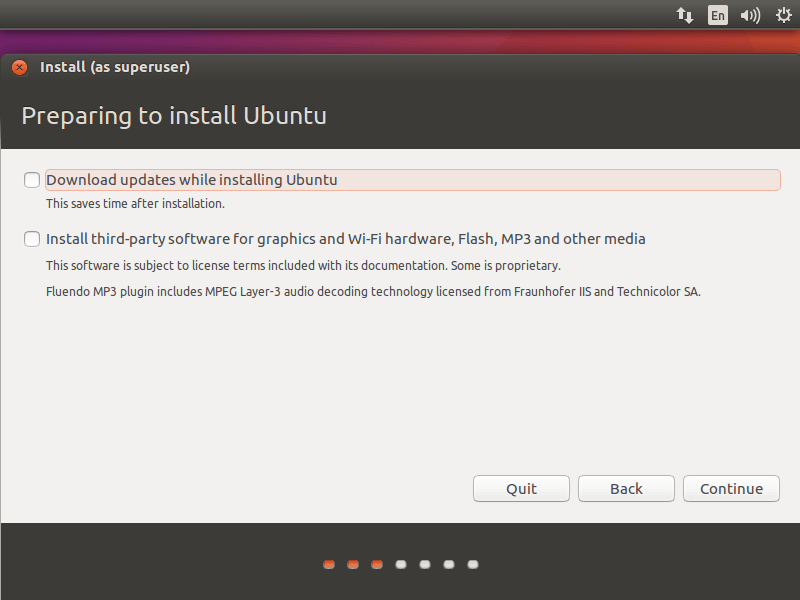 En
Install (as superuser)
Preparing to install Ubuntu
Download updates while installing Ubuntu
This saves time after installation.
Install third-party software for graphics and Wi-Fi hardware, Flash, MP3 and other media
This software is subject to license terms included with its documentation. Some is proprietary.
Fluendo MP3 plugin includes MPEG Layer-3 audio decoding technology licensed from Fraunhofer IIS and Technicolor SA.
Quit
Back
Continue